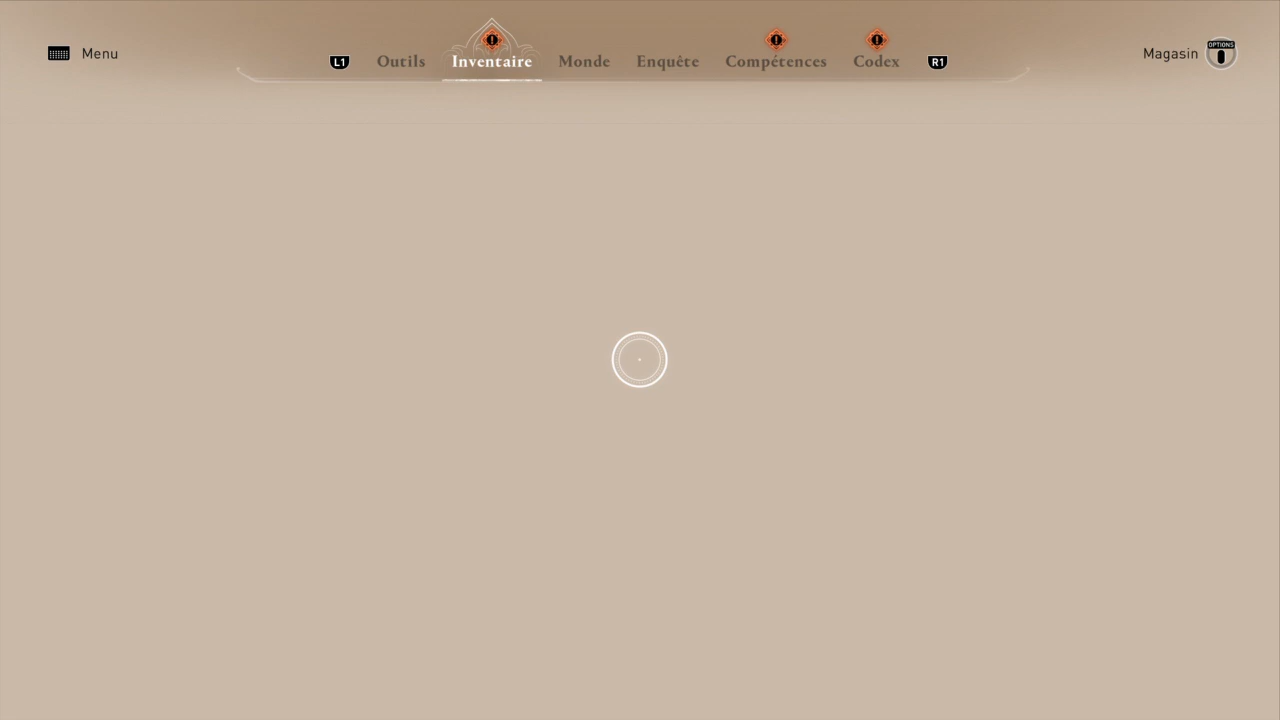 Menu
L1 Outils Inventaire Monde Enquête Compétences Codex R1
Magasin OPTIONS